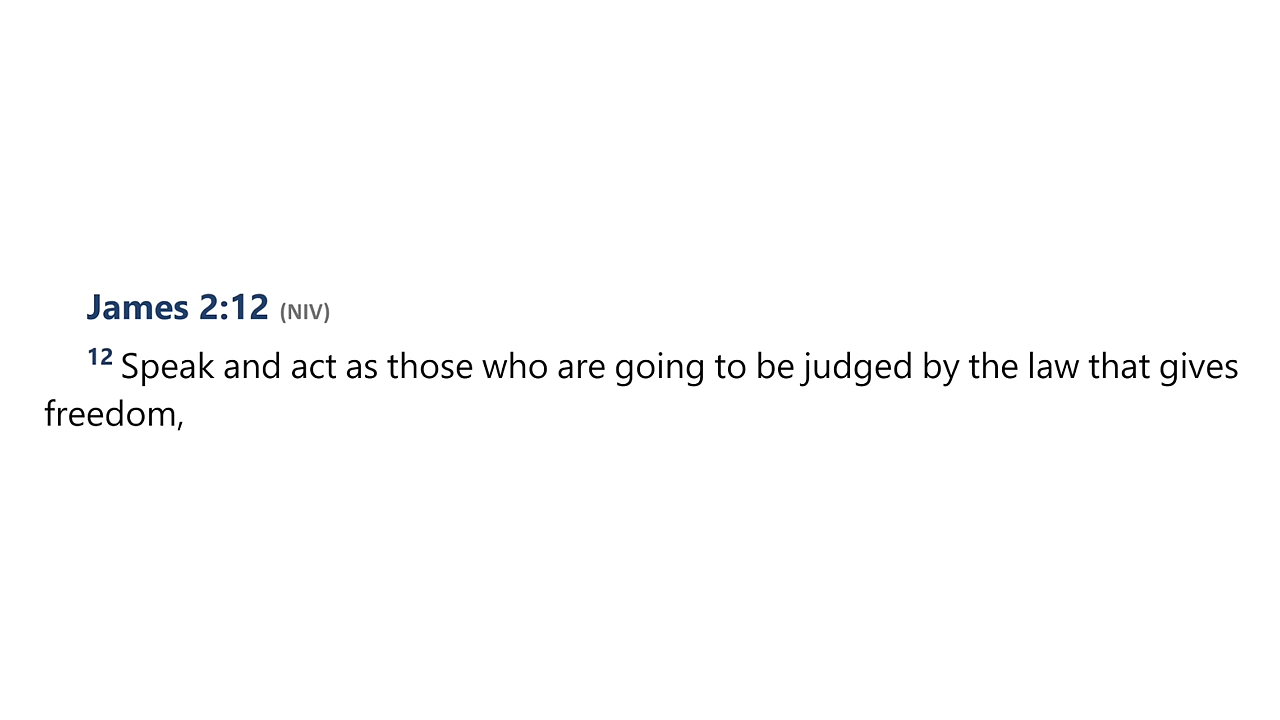 James 2:12 (NIV)
12 Speak and act as those who are going to be judged by the law that gives
freedom,